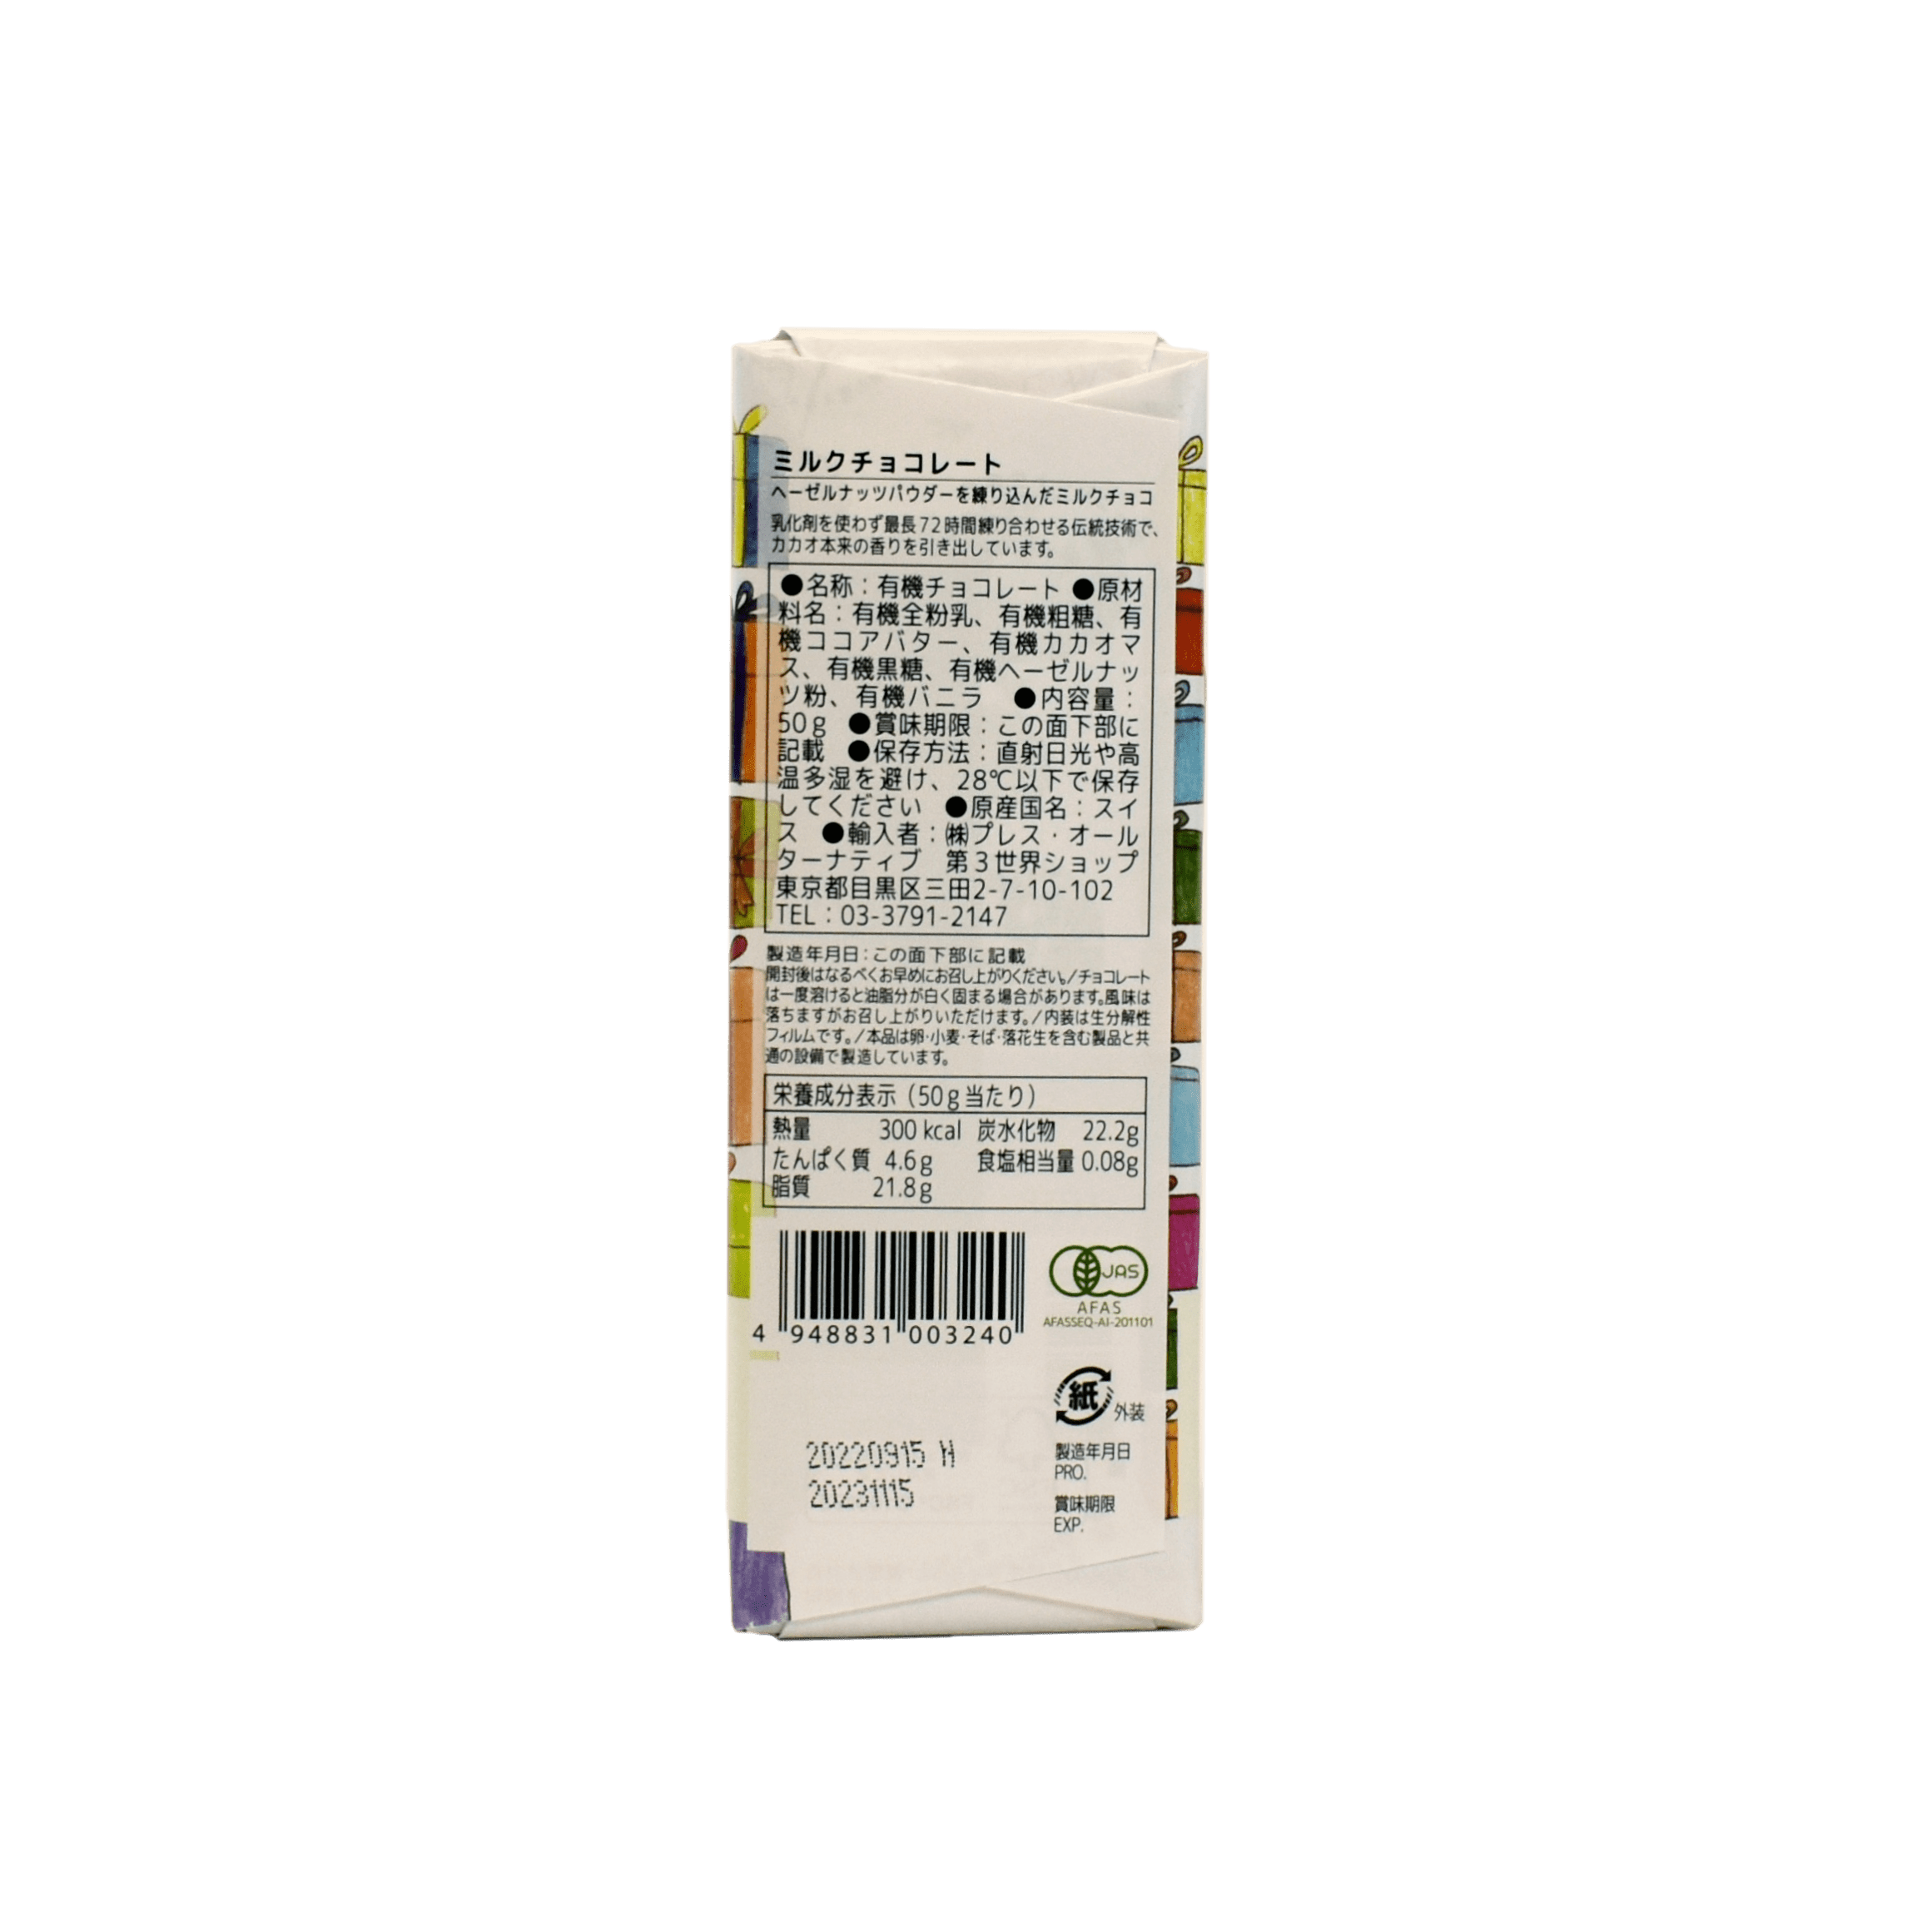 ミルクチョコレート
ヘーゼルナッツパウダーを練り込んだミルクチョコ
乳化剤を使わず最長72時間練り合わせる伝統技術で、
カカオ本来の香りを引き出しています。
●名称：有機チョコレート ●原材
料名：有機全粉乳、有機粗糖、有
機ココアバター、有機カカオマ
ス、有機黒糖、有機ヘーゼルナッ
ツ粉、有機バニラ ●内容量：
50g ●賞味期限：この面下部に
記載 ●保存方法：直射日光や高
温多湿を避け、28℃以下で保存
してください ●原産国名：スイ
ス ●輸入者：㈱プレス・オール
ターナティブ 第3世界ショップ
東京都目黒区三田2-7-10-102
TEL：03-3791-2147
製造年月日：この面下部に記載
開封後はなるべくお早めにお召し上がりください。/チョコレート
は一度溶けると油脂分が白く固まる場合があります。風味は
落ちますがお召し上がりいただけます。/内装は生分解性
フィルムです。/本品は卵・小麦・そば・落花生を含む製品と共
通の設備で製造しています。
栄養成分表示（50g当たり）
熱量 300 kcal 炭水化物 22.2g
たんぱく質 4.6g 食塩相当量 0.08g
脂質 21.8g
JAS
AFAS
AFASSEQ-AI-201101
4 948831 003240
紙 外装
20220915 H
20231115
製造年月日
PRO.
賞味期限
EXP.